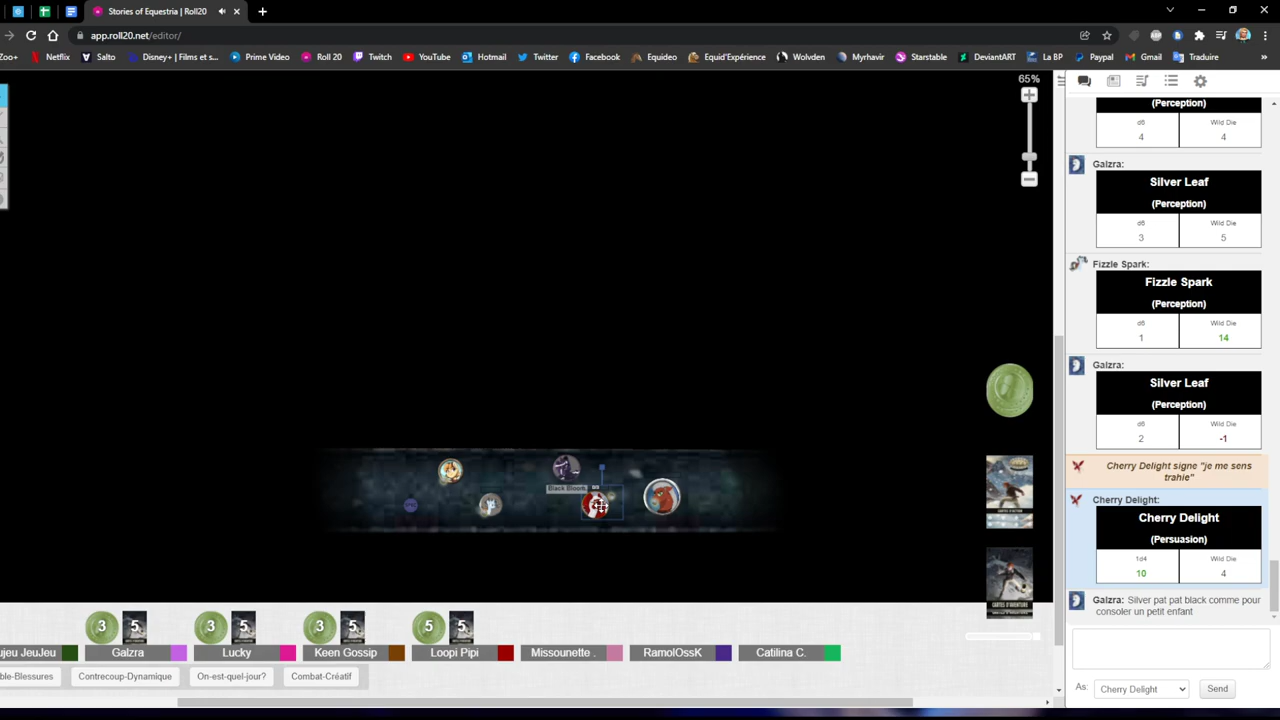 Stories of Equestria | Roll20
app.roll20.net/editor/
Zoo+ Netflix Salto Disney+ | Films et s... Prime Video Roll 20 Twitch YouTube Hotmail Twitter Facebook Equideo Equid'Expérience Wolvden Myrhavir Starstable DeviantART La BP Paypal Gmail Traduire »
65%
(Perception)
d6 Wild Die
4 4
Galzra:
Silver Leaf
(Perception)
d6 Wild Die
3 5
Fizzle Spark:
Fizzle Spark
(Perception)
d6 Wild Die
1 14
Galzra:
Silver Leaf
(Perception)
d6 Wild Die
2 -1
Cherry Delight signe "je me sens
trahie"
Cherry Delight:
Cherry Delight
(Persuasion)
1d4 Wild Die
10 4
Galzra: Silver pat pat black comme pour
consoler un petit enfant
As: Cherry Delight Send
3 5 3 5 3 5 5 5
ujeu JeuJeu Galzra Lucky Keen Gossip Loopi Pipi Missounette . RamolOssK Catilina C.
ble-Blessures Contrecoup-Dynamique On-est-quel-jour? Combat-Créatif